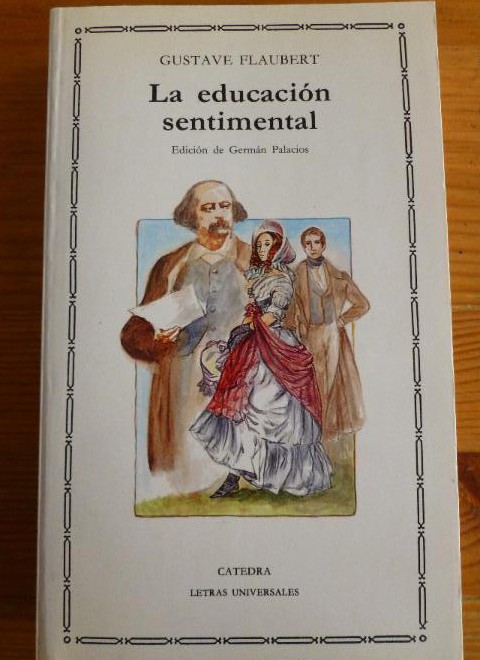 GUSTAVE FLAUBERT
La educación
sentimental
Edición de Germán Palacios
CATEDRA
LETRAS UNIVERSALES